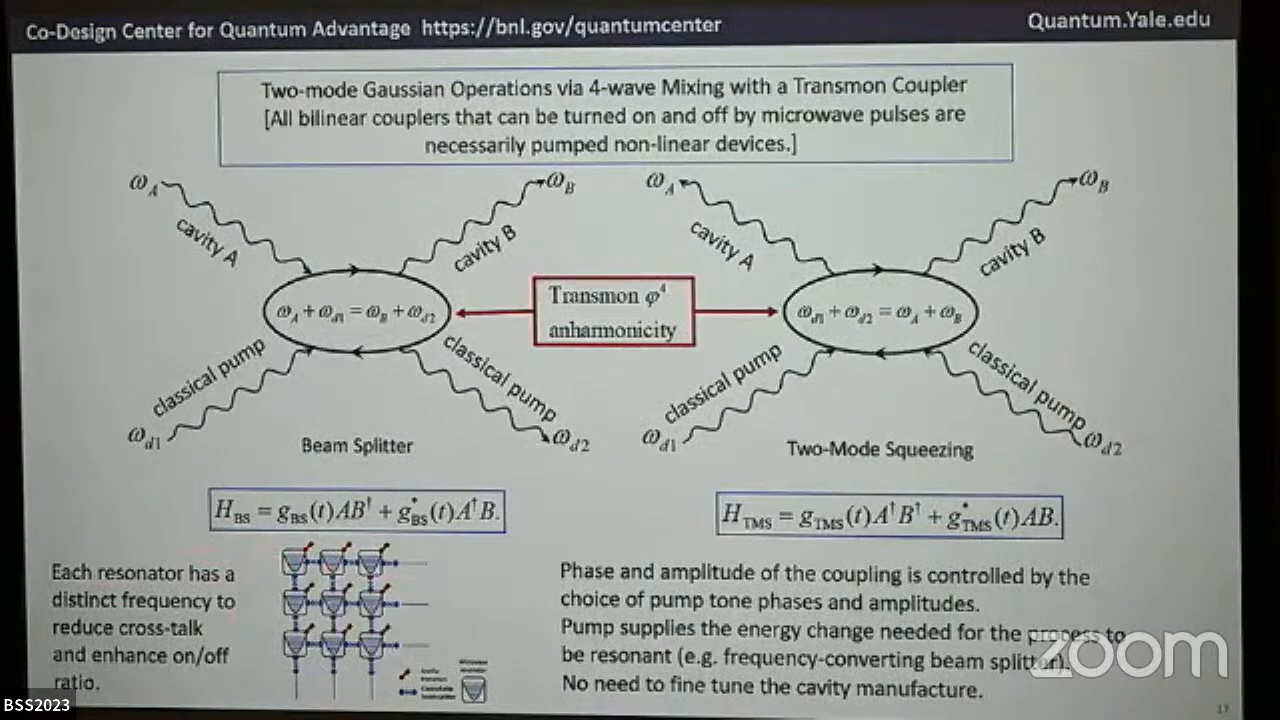 Co-Design Center for Quantum Advantage https://bnl.gov/quantumcenter
Quantum.Yale.edu
Two-mode Gaussian Operations via 4-wave Mixing with a Transmon Coupler
[All bilinear couplers that can be turned on and off by microwave pulses are
necessarily pumped non-linear devices.]
ω_A
ω_B
ω_A
ω_B
cavity A
cavity B
cavity A
cavity B
ω_A + ω_d1 = ω_B + ω_d2
Transmon φ⁴
anharmonicity
ω_d1 + ω_d2 = ω_A + ω_B
classical pump
classical pump
classical pump
classical pump
ω_d1
ω_d2
ω_d1
ω_d2
Beam Splitter
Two-Mode Squeezing
H_BS = g_BS(t)AB† + g*_BS(t)A†B.
H_TMS = g_TMS(t)A†B† + g*_TMS(t)AB.
Each resonator has a
distinct frequency to
reduce cross-talk
and enhance on/off
ratio.
Phase and amplitude of the coupling is controlled by the
choice of pump tone phases and amplitudes.
Pump supplies the energy change needed for the process to
be resonant (e.g. frequency-converting beam splitter).
No need to fine tune the cavity manufacture.
zoom
BSS2023
17